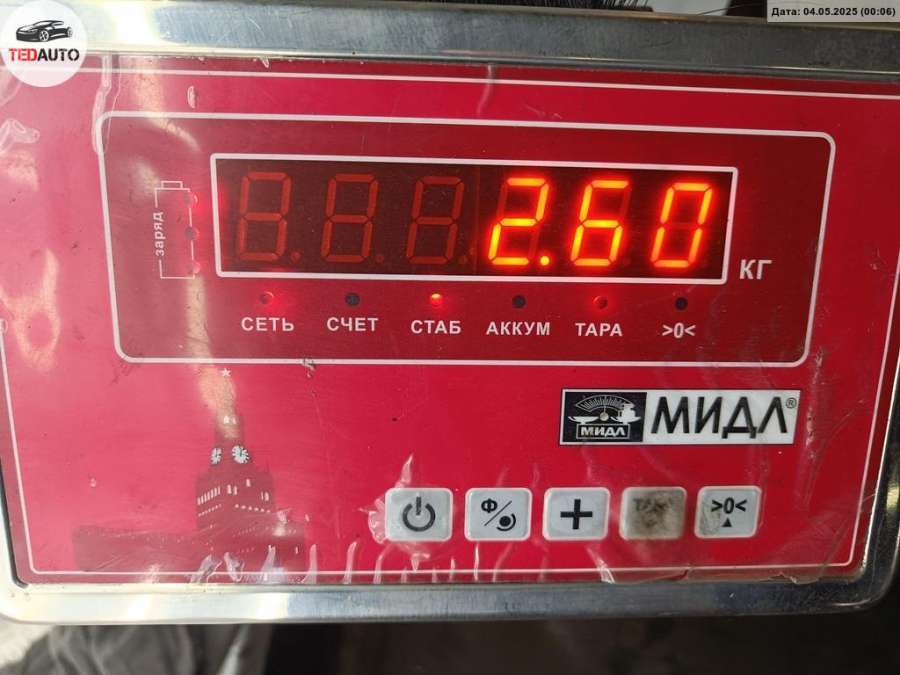 TEDAUTO
Дата: 04.05.2025 (00:06)
заряд
2.60
КГ
СЕТЬ СЧЕТ СТАБ АККУМ ТАРА >0<
МИДЛ МИДЛ®
Ф/ + >0<